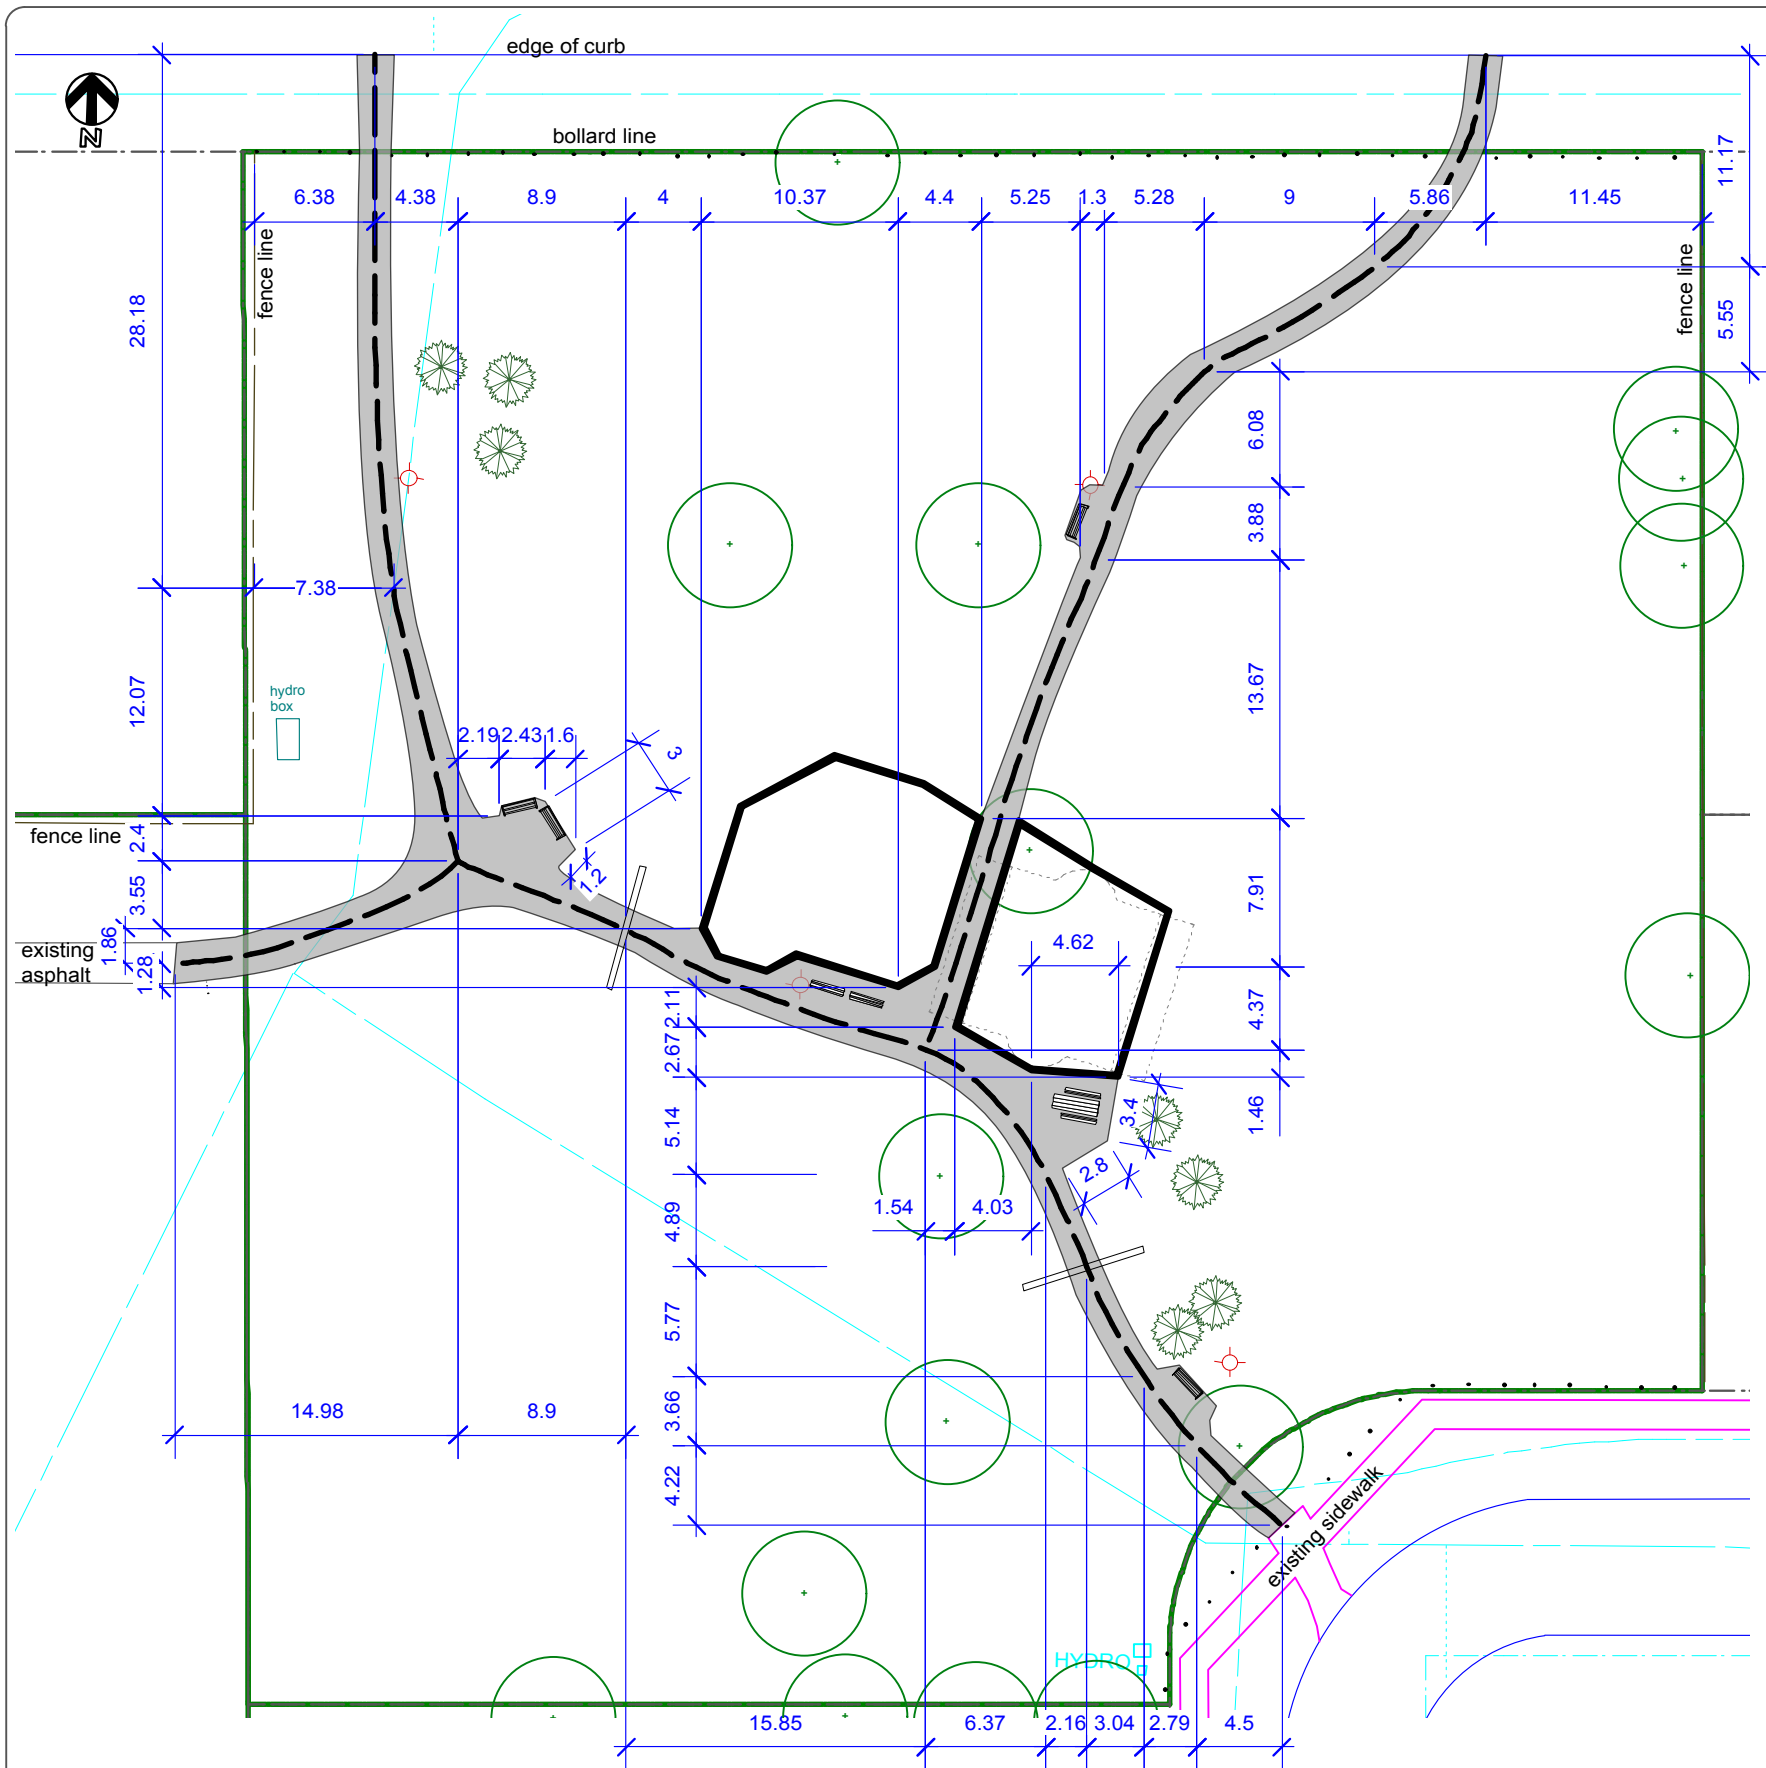 edge of curb
N
bollard line
6.38 4.38 8.9 4 10.37 4.4 5.25 1.3 5.28 9 5.86 11.45
11.17
fence line
fence line
28.18
5.55
6.08
3.88
7.38
12.07
13.67
hydro
box
2.19 2.43 1.6
3
fence line
2.4
1.2
3.55
7.91
1.86
existing
asphalt
1.28
4.62
2.11
4.37
2.67
1.46
3.4
5.14
2.8
4.89
1.54 4.03
5.77
3.66
14.98 8.9
4.22
existing sidewalk
HYDRO
15.85 6.37 2.16 3.04 2.79 4.5